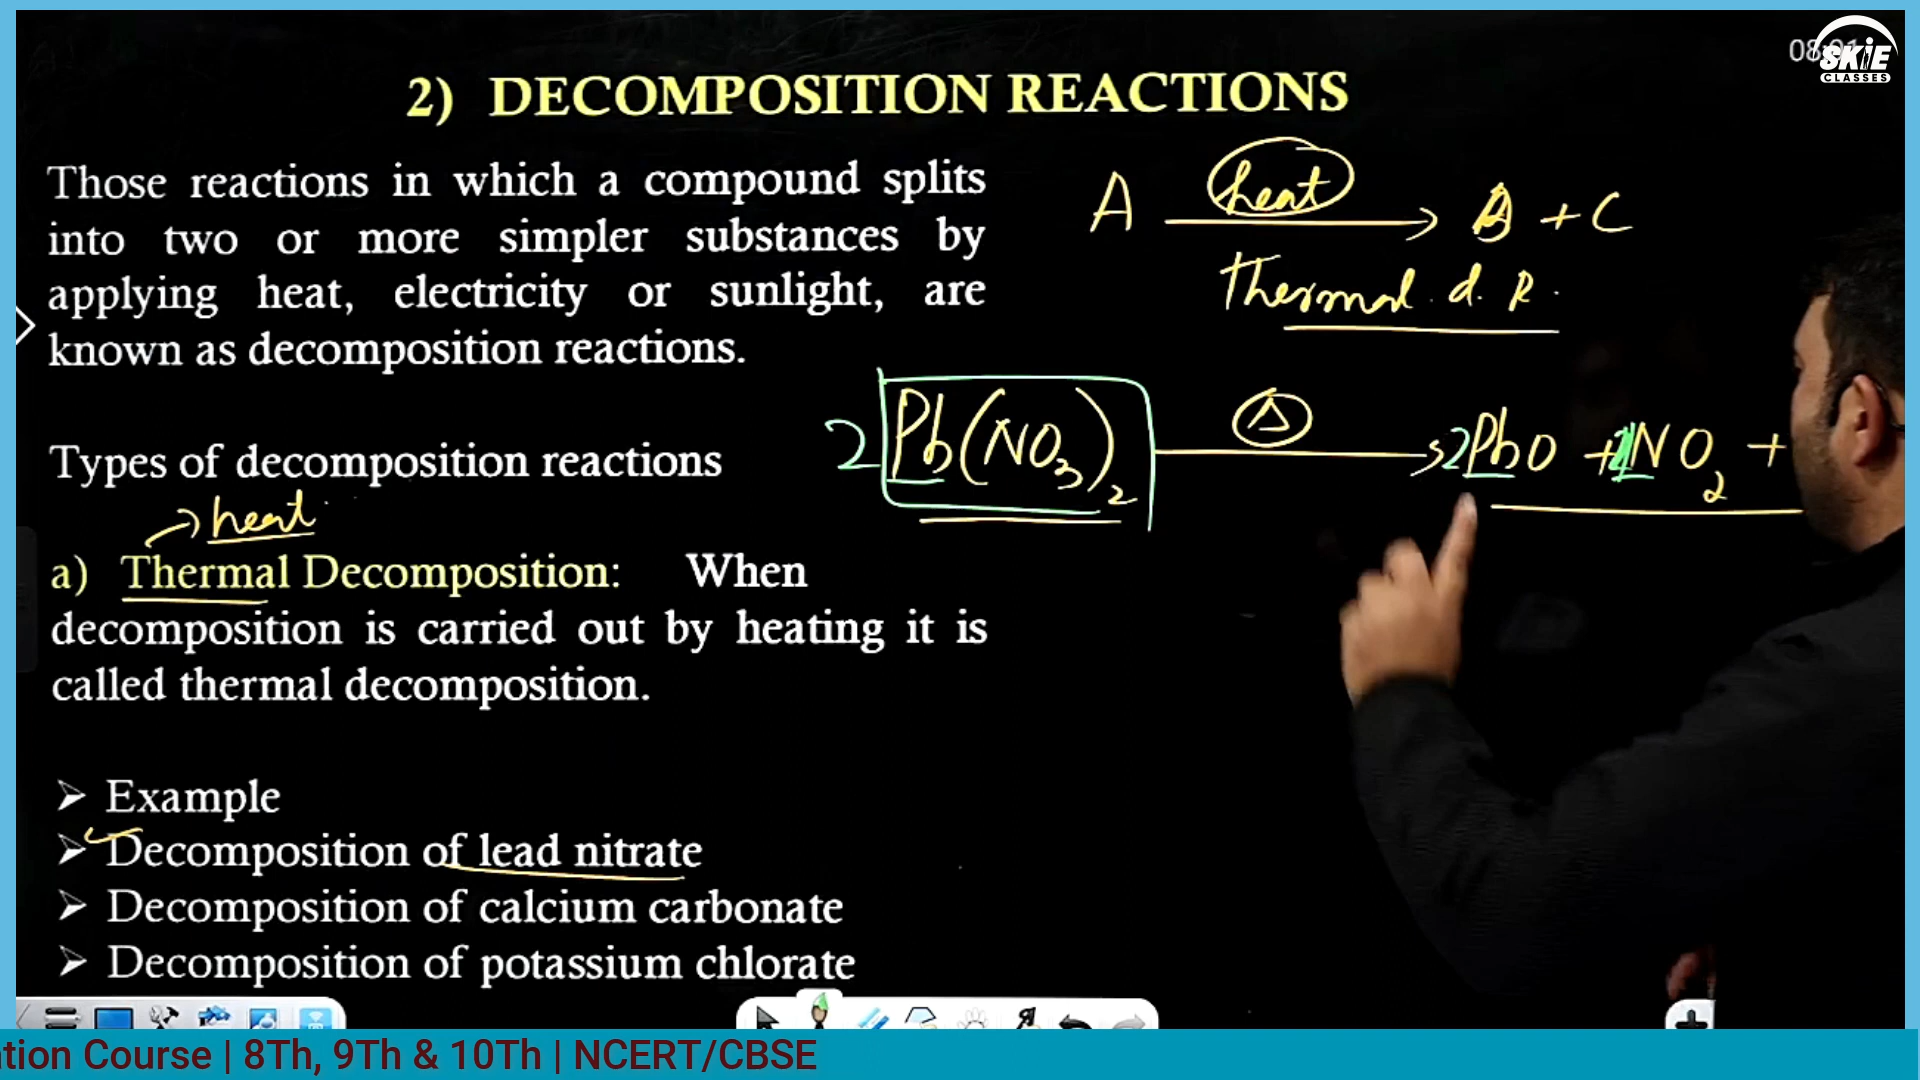 SKiE
CLASSES
2) DECOMPOSITION REACTIONS
Those reactions in which a compound splits
into two or more simpler substances by
applying heat, electricity or sunlight, are
known as decomposition reactions.
A heat → B + C
Thermal d. R.
2 Pb(NO₃)₂ Δ → 2PbO + NO₂ +
Types of decomposition reactions
→ heat
a) Thermal Decomposition: When
decomposition is carried out by heating it is
called thermal decomposition.
➤ Example
➤ Decomposition of lead nitrate
➤ Decomposition of calcium carbonate
➤ Decomposition of potassium chlorate
Course | 8Th, 9Th & 10Th | NCERT/CBSE